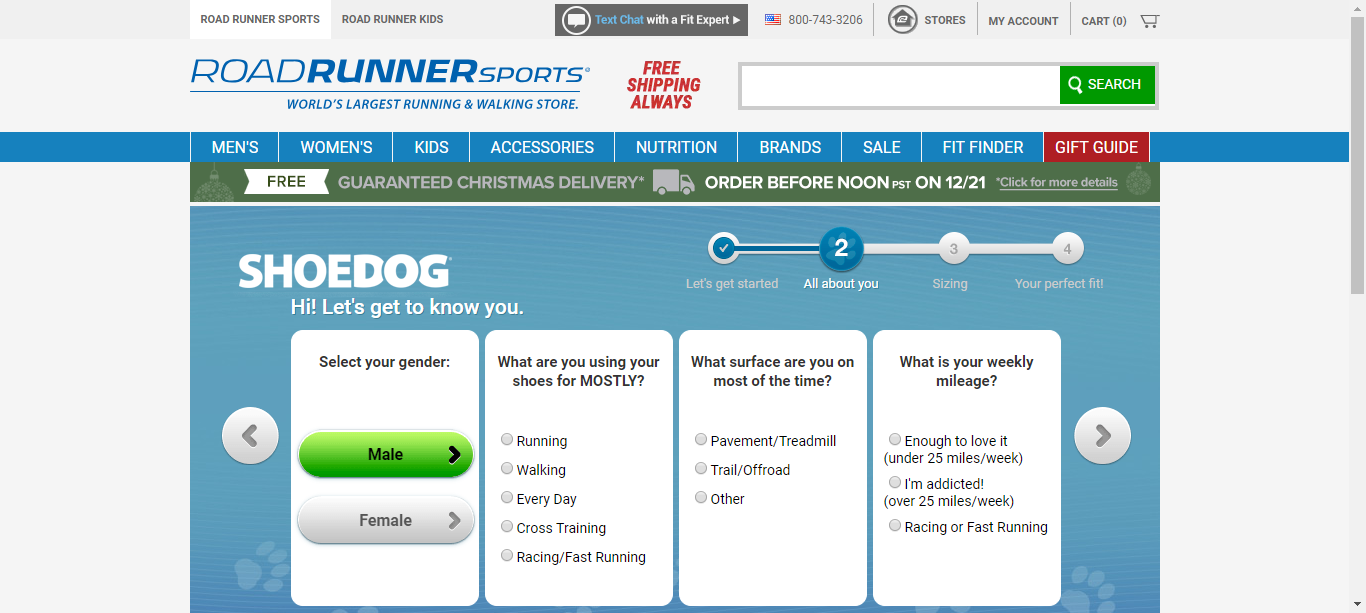 ROAD RUNNER SPORTS
ROAD RUNNER KIDS
Text Chat with a Fit Expert
800-743-3206
STORES
MY ACCOUNT
CART (0)
ROADRUNNERSPORTS®
WORLD'S LARGEST RUNNING & WALKING STORE.
FREE
SHIPPING
ALWAYS
SEARCH
MEN'S
WOMEN'S
KIDS
ACCESSORIES
NUTRITION
BRANDS
SALE
FIT FINDER
GIFT GUIDE
FREE GUARANTEED CHRISTMAS DELIVERY* ORDER BEFORE NOON PST ON 12/21 *Click for more details
2
3
4
Let's get started
All about you
Sizing
Your perfect fit!
SHOEDOG
Hi! Let's get to know you.
Select your gender:
Male
Female
What are you using your
shoes for MOSTLY?
Running
Walking
Every Day
Cross Training
Racing/Fast Running
What surface are you on
most of the time?
Pavement/Treadmill
Trail/Offroad
Other
What is your weekly
mileage?
Enough to love it
(under 25 miles/week)
I'm addicted!
(over 25 miles/week)
Racing or Fast Running